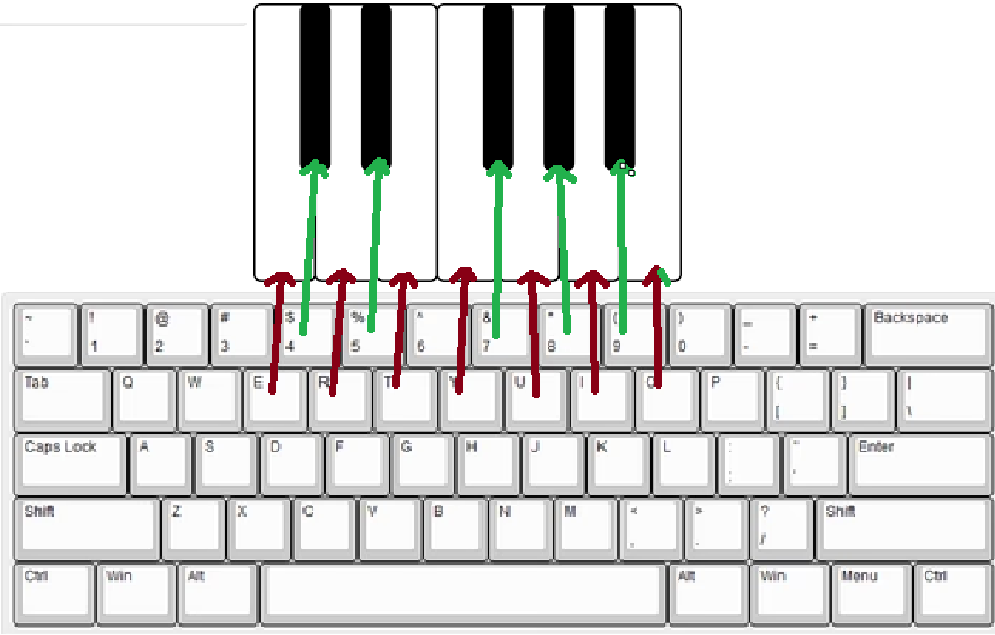 ~ ! @ # $ % ^ & * ( ) _ + Backspace
` 1 2 3 4 5 6 7 8 9 0 - =
Tab Q W E R T Y U I O P { } |
[ ] \
Caps Lock A S D F G H J K L : " Enter
; '
Shift Z X C V B N M < > ? Shift
, . /
Ctrl Win Alt Alt Win Menu Ctrl